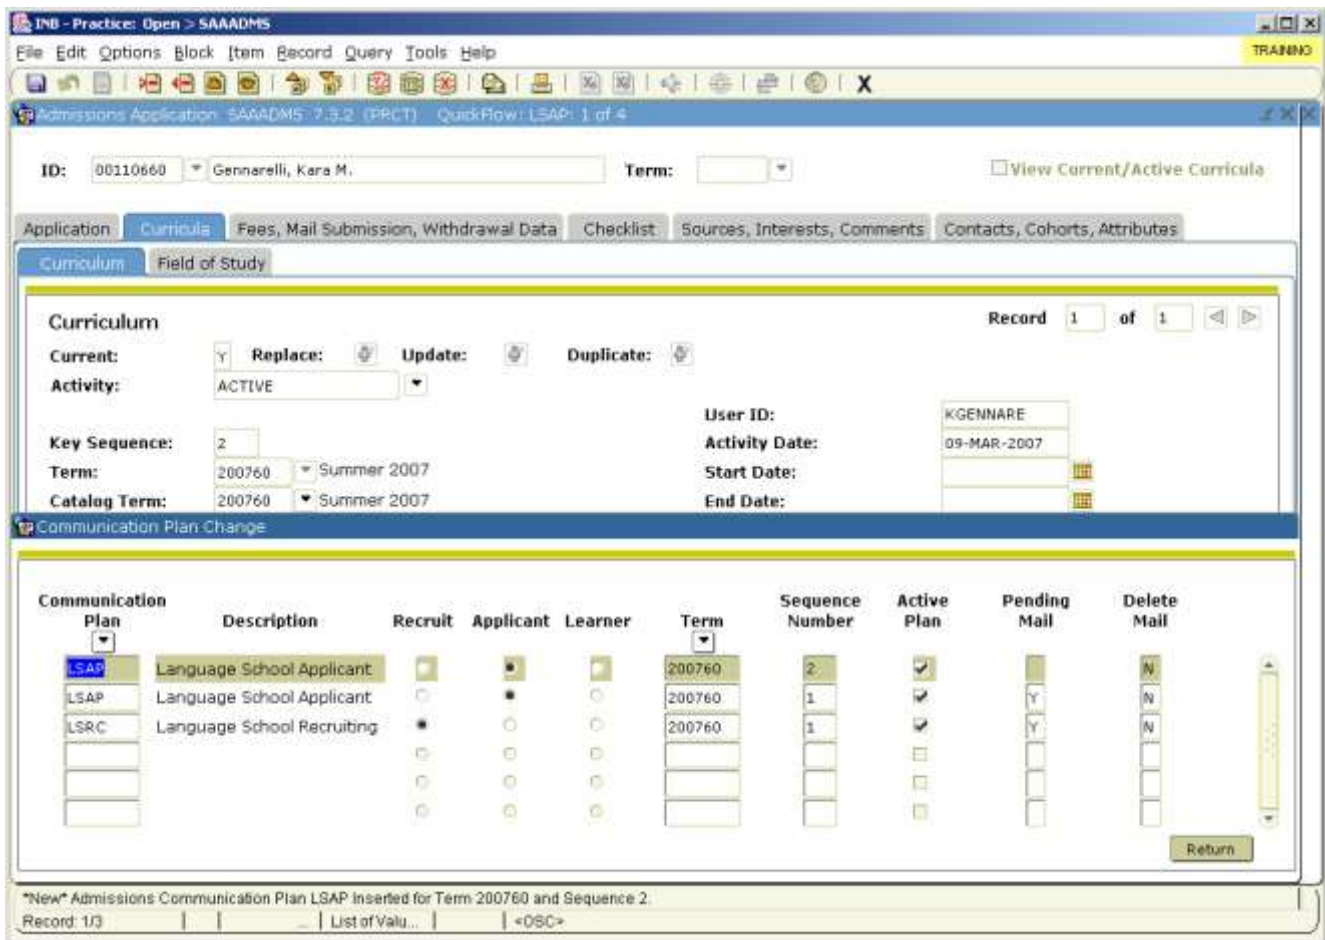 INB - Practice: Open > SAAADMS
File Edit Options Block Item Record Query Tools Help TRAINING
Admissions Application SAAADMS 7.3.2 (PRCT) QuickFlow: LSAP: 1 of 4
ID: 00110660 Gennarelli, Kara M. Term: View Current/Active Curricula
Application Curricula Fees, Mail Submission, Withdrawal Data Checklist Sources, Interests, Comments Contacts, Cohorts, Attributes
Curriculum Field of Study
Curriculum Record 1 of 1
Current: Y Replace: Update: Duplicate:
Activity: ACTIVE
User ID: KGENNARE
Key Sequence: 2 Activity Date: 09-MAR-2007
Term: 200760 Summer 2007 Start Date:
Catalog Term: 200760 Summer 2007 End Date:
Communication Plan Change
Communication Sequence Active Pending Delete
Plan Description Recruit Applicant Learner Term Number Plan Mail Mail
LSAP Language School Applicant 200760 2 N
LSAP Language School Applicant 200760 1 Y N
LSRC Language School Recruiting 200760 1 Y N
Return
*New* Admissions Communication Plan LSAP Inserted for Term 200760 and Sequence 2.
Record: 1/3 ... List of Valu... <OSC>